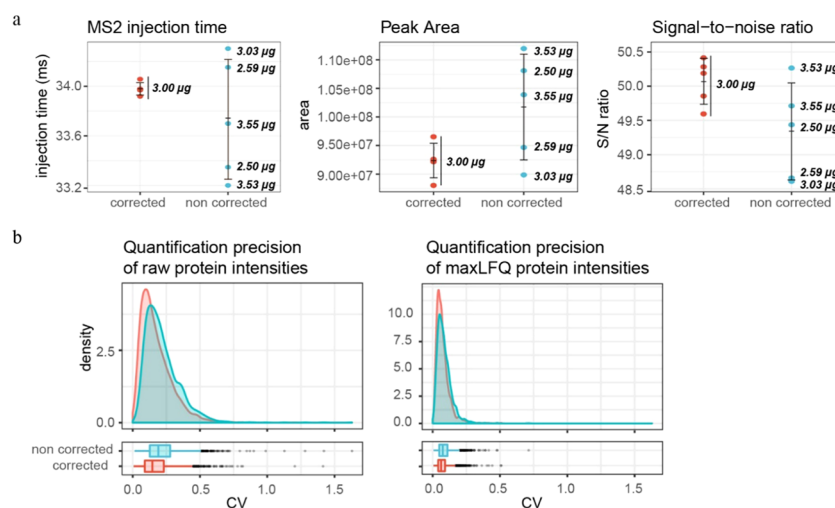 a
MS2 injection time
injection time (ms)
34.0
33.6
33.2
3.00 µg
3.03 µg
2.59 µg
3.55 µg
2.50 µg
3.53 µg
corrected
non corrected
Peak Area
area
1.10e+08
1.05e+08
1.00e+08
9.50e+07
9.00e+07
3.00 µg
3.53 µg
2.50 µg
3.55 µg
2.59 µg
3.03 µg
corrected
non corrected
Signal-to-noise ratio
S/N ratio
50.5
50.0
49.5
49.0
48.5
3.00 µg
3.53 µg
3.55 µg
2.50 µg
2.59 µg
3.03 µg
corrected
non corrected
b
Quantification precision
of raw protein intensities
density
2.5
0.0
non corrected
corrected
0.0
0.5
1.0
1.5
CV
Quantification precision
of maxLFQ protein intensities
10.0
7.5
5.0
2.5
0.0
0.0
0.5
1.0
1.5
CV